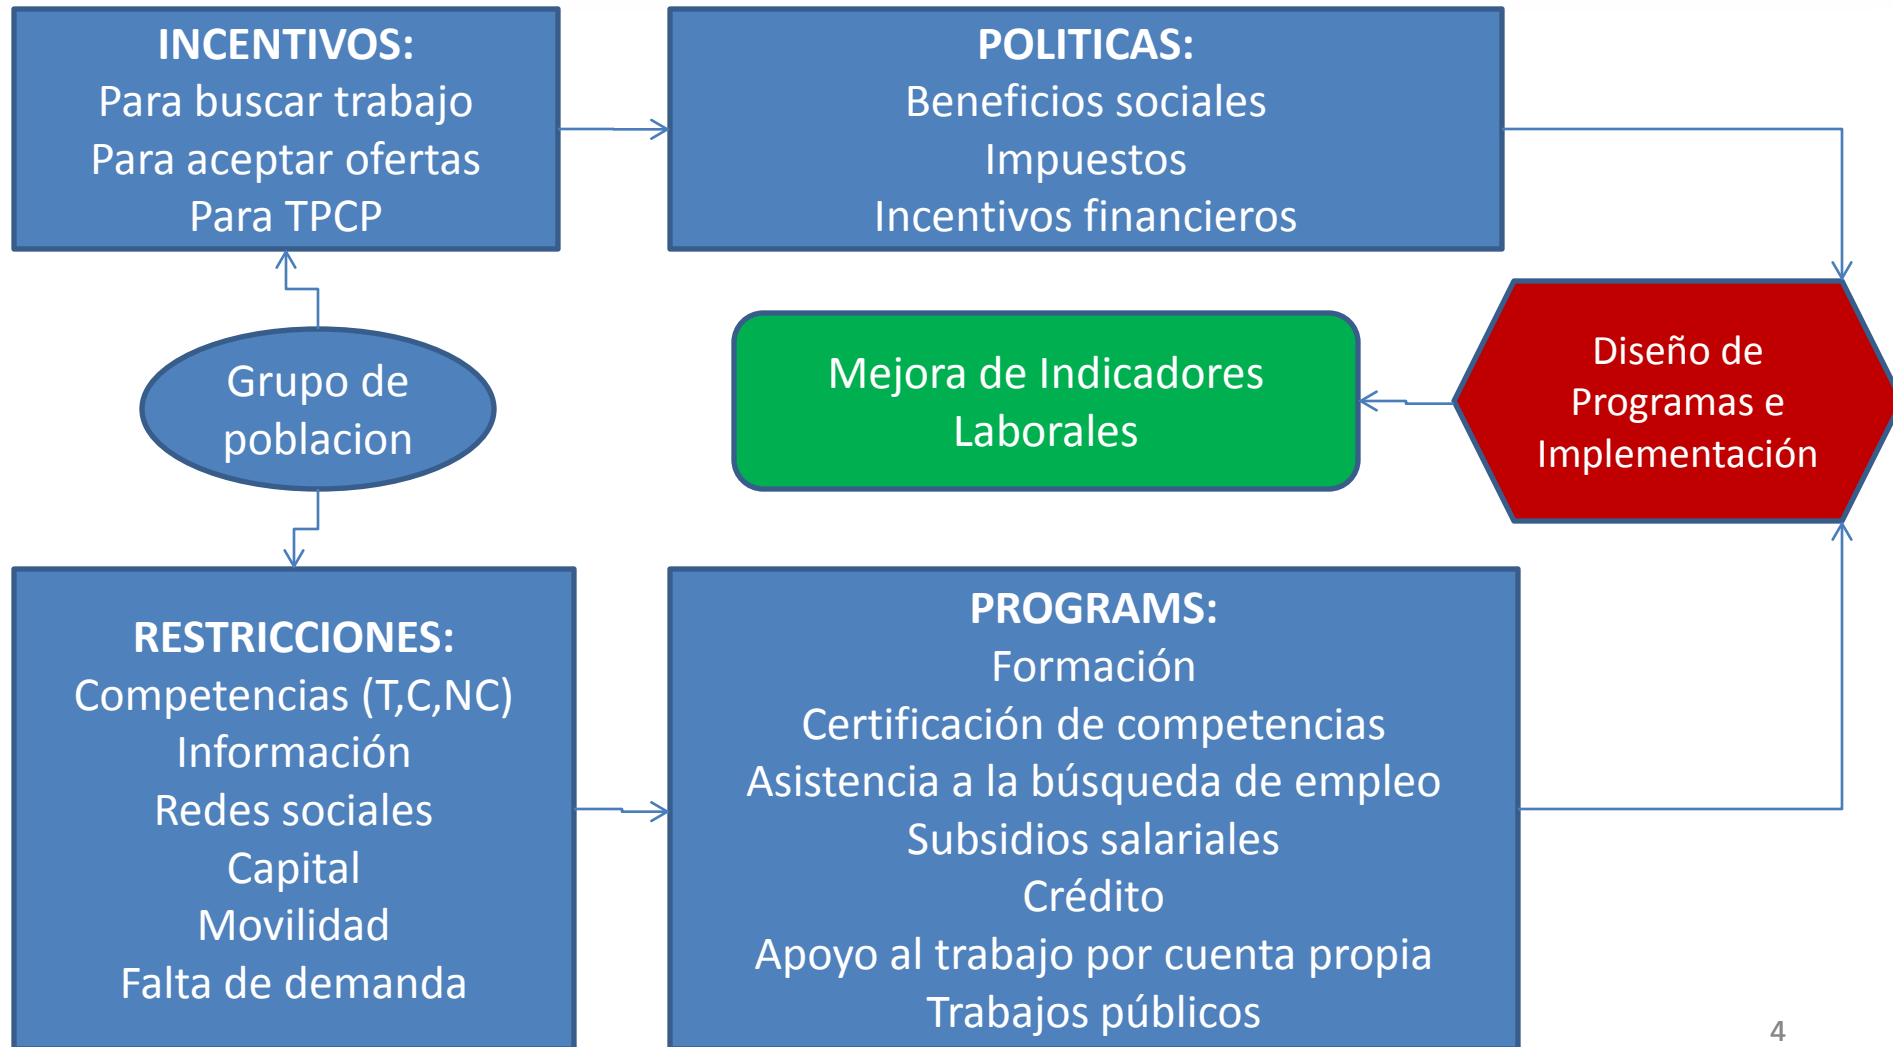 INCENTIVOS:
Para buscar trabajo
Para aceptar ofertas
Para TPCP
POLITICAS:
Beneficios sociales
Impuestos
Incentivos financieros
Grupo de
poblacion
Mejora de Indicadores
Laborales
Diseño de
Programas e
Implementación
RESTRICCIONES:
Competencias (T,C,NC)
Información
Redes sociales
Capital
Movilidad
Falta de demanda
PROGRAMS:
Formación
Certificación de competencias
Asistencia a la búsqueda de empleo
Subsidios salariales
Crédito
Apoyo al trabajo por cuenta propia
Trabajos públicos
4